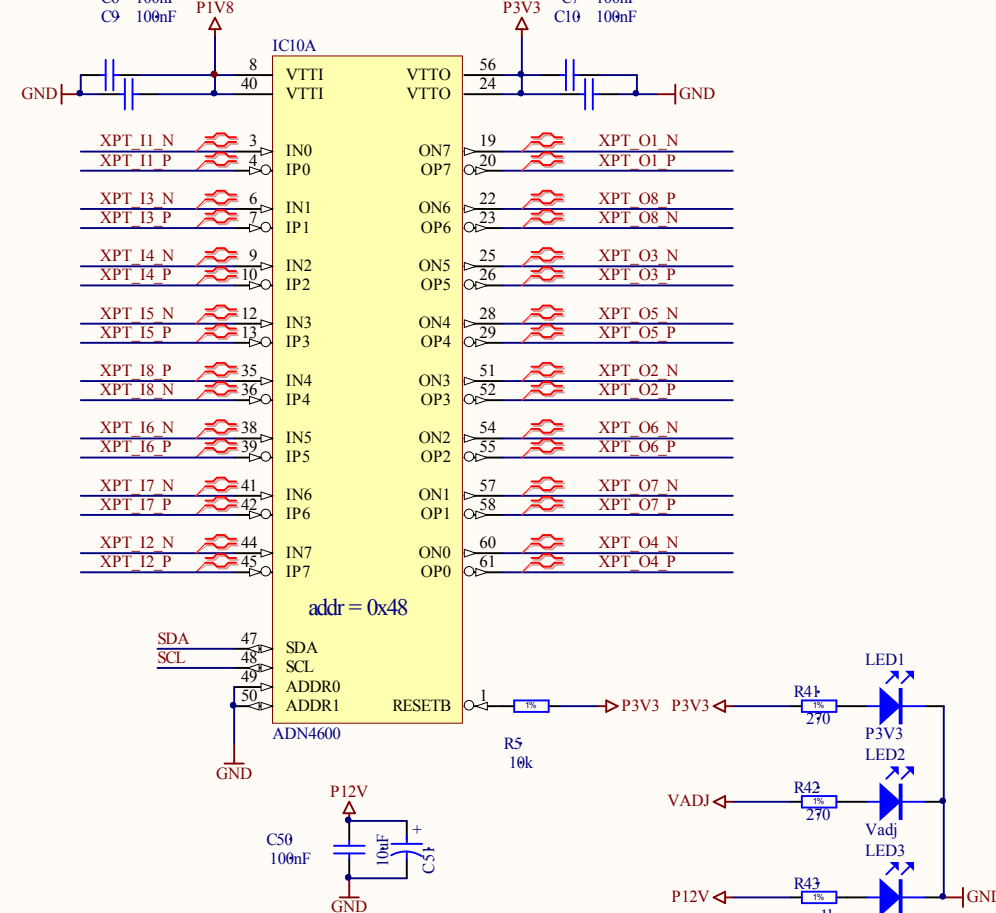 C9 100nF P1V8 P3V3 C10 100nF
IC10A
8 VTTI VTTO 56
40 VTTI VTTO 24
GND GND
XPT_I1_N 3 IN0 ON7 19 XPT_O1_N
XPT_I1_P 4 IP0 OP7 20 XPT_O1_P
XPT_I3_N 6 IN1 ON6 22 XPT_O8_P
XPT_I3_P 7 IP1 OP6 23 XPT_O8_N
XPT_I4_N 9 IN2 ON5 25 XPT_O3_N
XPT_I4_P 10 IP2 OP5 26 XPT_O3_P
XPT_I5_N 12 IN3 ON4 28 XPT_O5_N
XPT_I5_P 13 IP3 OP4 29 XPT_O5_P
XPT_I8_P 35 IN4 ON3 51 XPT_O2_N
XPT_I8_N 36 IP4 OP3 52 XPT_O2_P
XPT_I6_N 38 IN5 ON2 54 XPT_O6_N
XPT_I6_P 39 IP5 OP2 55 XPT_O6_P
XPT_I7_N 41 IN6 ON1 57 XPT_O7_N
XPT_I7_P 42 IP6 OP1 58 XPT_O7_P
XPT_I2_N 44 IN7 ON0 60 XPT_O4_N
XPT_I2_P 45 IP7 OP0 61 XPT_O4_P
addr = 0x48
SDA 47 SDA
SCL 48 SCL
49 ADDR0
50 ADDR1 RESETB 1 1% P3V3
ADN4600
R5
10k
GND
LED1
P3V3 R41 1%
270
P3V3
LED2
VADJ R42 1%
270
Vadj
LED3
P12V R43 1% GND
P12V
C50
100nF
10uF
+
C51
GND